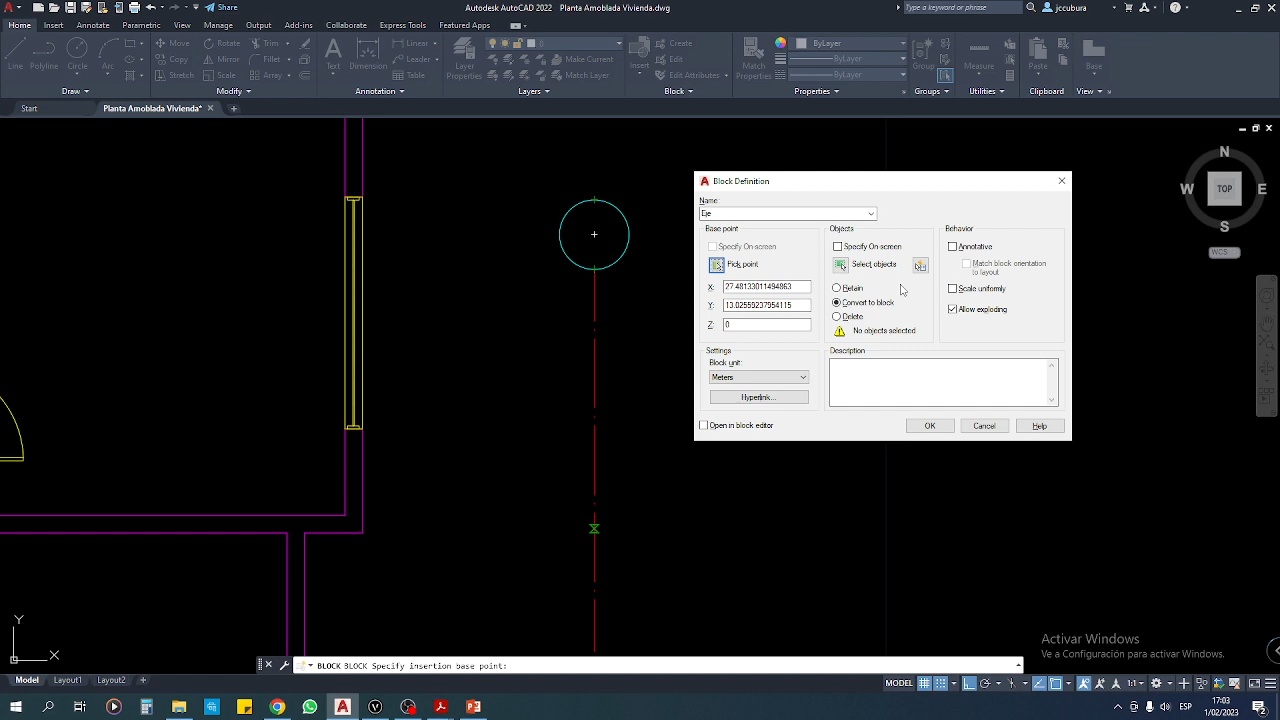 Share
Autodesk AutoCAD 2022 Planta Amoblada Vivienda.dwg
Type a keyword or phrase
jccubura
Home Insert Annotate Parametric View Manage Output Add-ins Collaborate Express Tools Featured Apps
Line Polyline Circle Arc
Move Rotate Trim
Copy Mirror Fillet
Stretch Scale Array
Text Dimension
Linear
Leader
Table
Layer Properties
0
Make Current
Match Layer
Insert
Create
Edit
Edit Attributes
Match Properties
ByLayer
ByLayer
ByLayer
Group
Measure
Paste
Base
Draw Modify Annotation Layers Block Properties Groups Utilities Clipboard View
Start Planta Amoblada Vivienda*
N
W TOP E
S
WCS
Block Definition
Name:
Eje
Base point
Specify On-screen
Pick point
X: 27.48133011494863
Y: 13.02559237954115
Z: 0
Objects
Specify On-screen
Select objects
Retain
Convert to block
Delete
No objects selected
Behavior
Annotative
Match block orientation
to layout
Scale uniformly
Allow exploding
Settings
Block unit:
Meters
Hyperlink...
Description
Open in block editor
OK Cancel Help
Y
X
Activar Windows
Ve a Configuración para activar Windows.
BLOCK BLOCK Specify insertion base point:
Model Layout1 Layout2
MODEL
1:1
ESP
17:03
1/02/2023